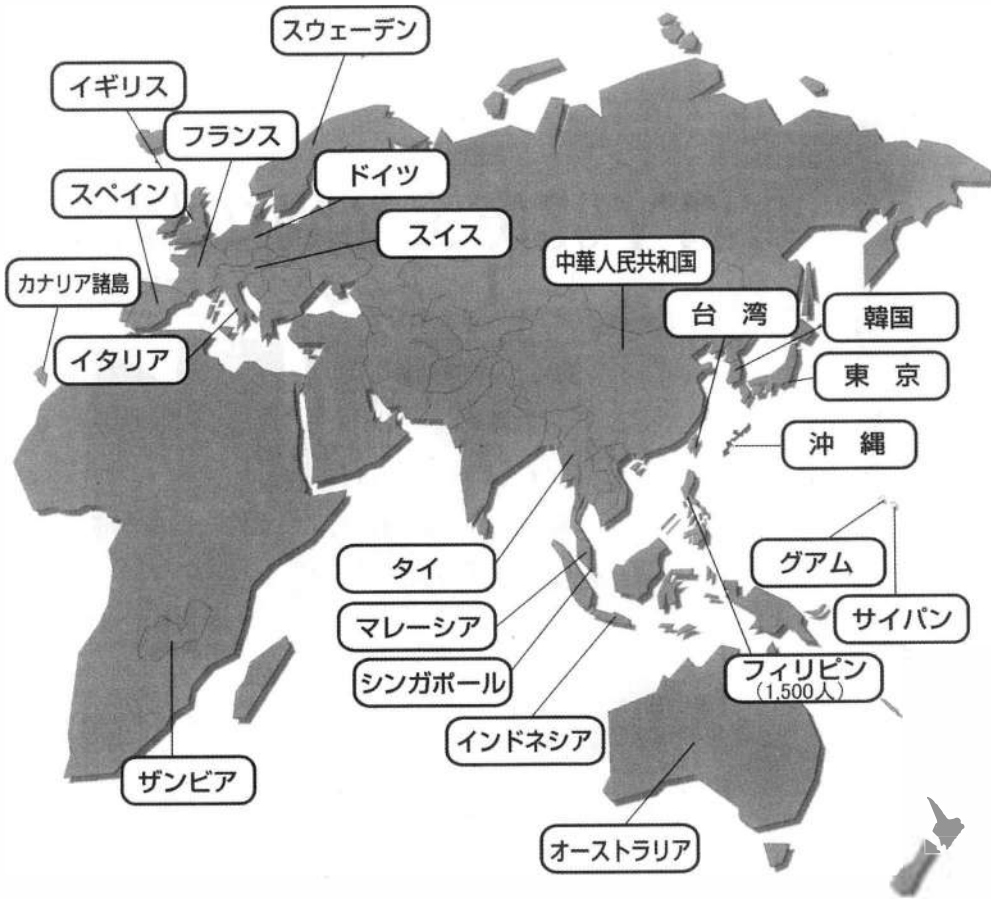 スウェーデン
イギリス
フランス
ドイツ
スペイン
スイス
中華人民共和国
カナリア諸島
台　湾
韓国
イタリア
東　京
沖　縄
タイ
グアム
マレーシア
サイパン
シンガポール
フィリピン
(1,500人)
インドネシア
ザンビア
オーストラリア